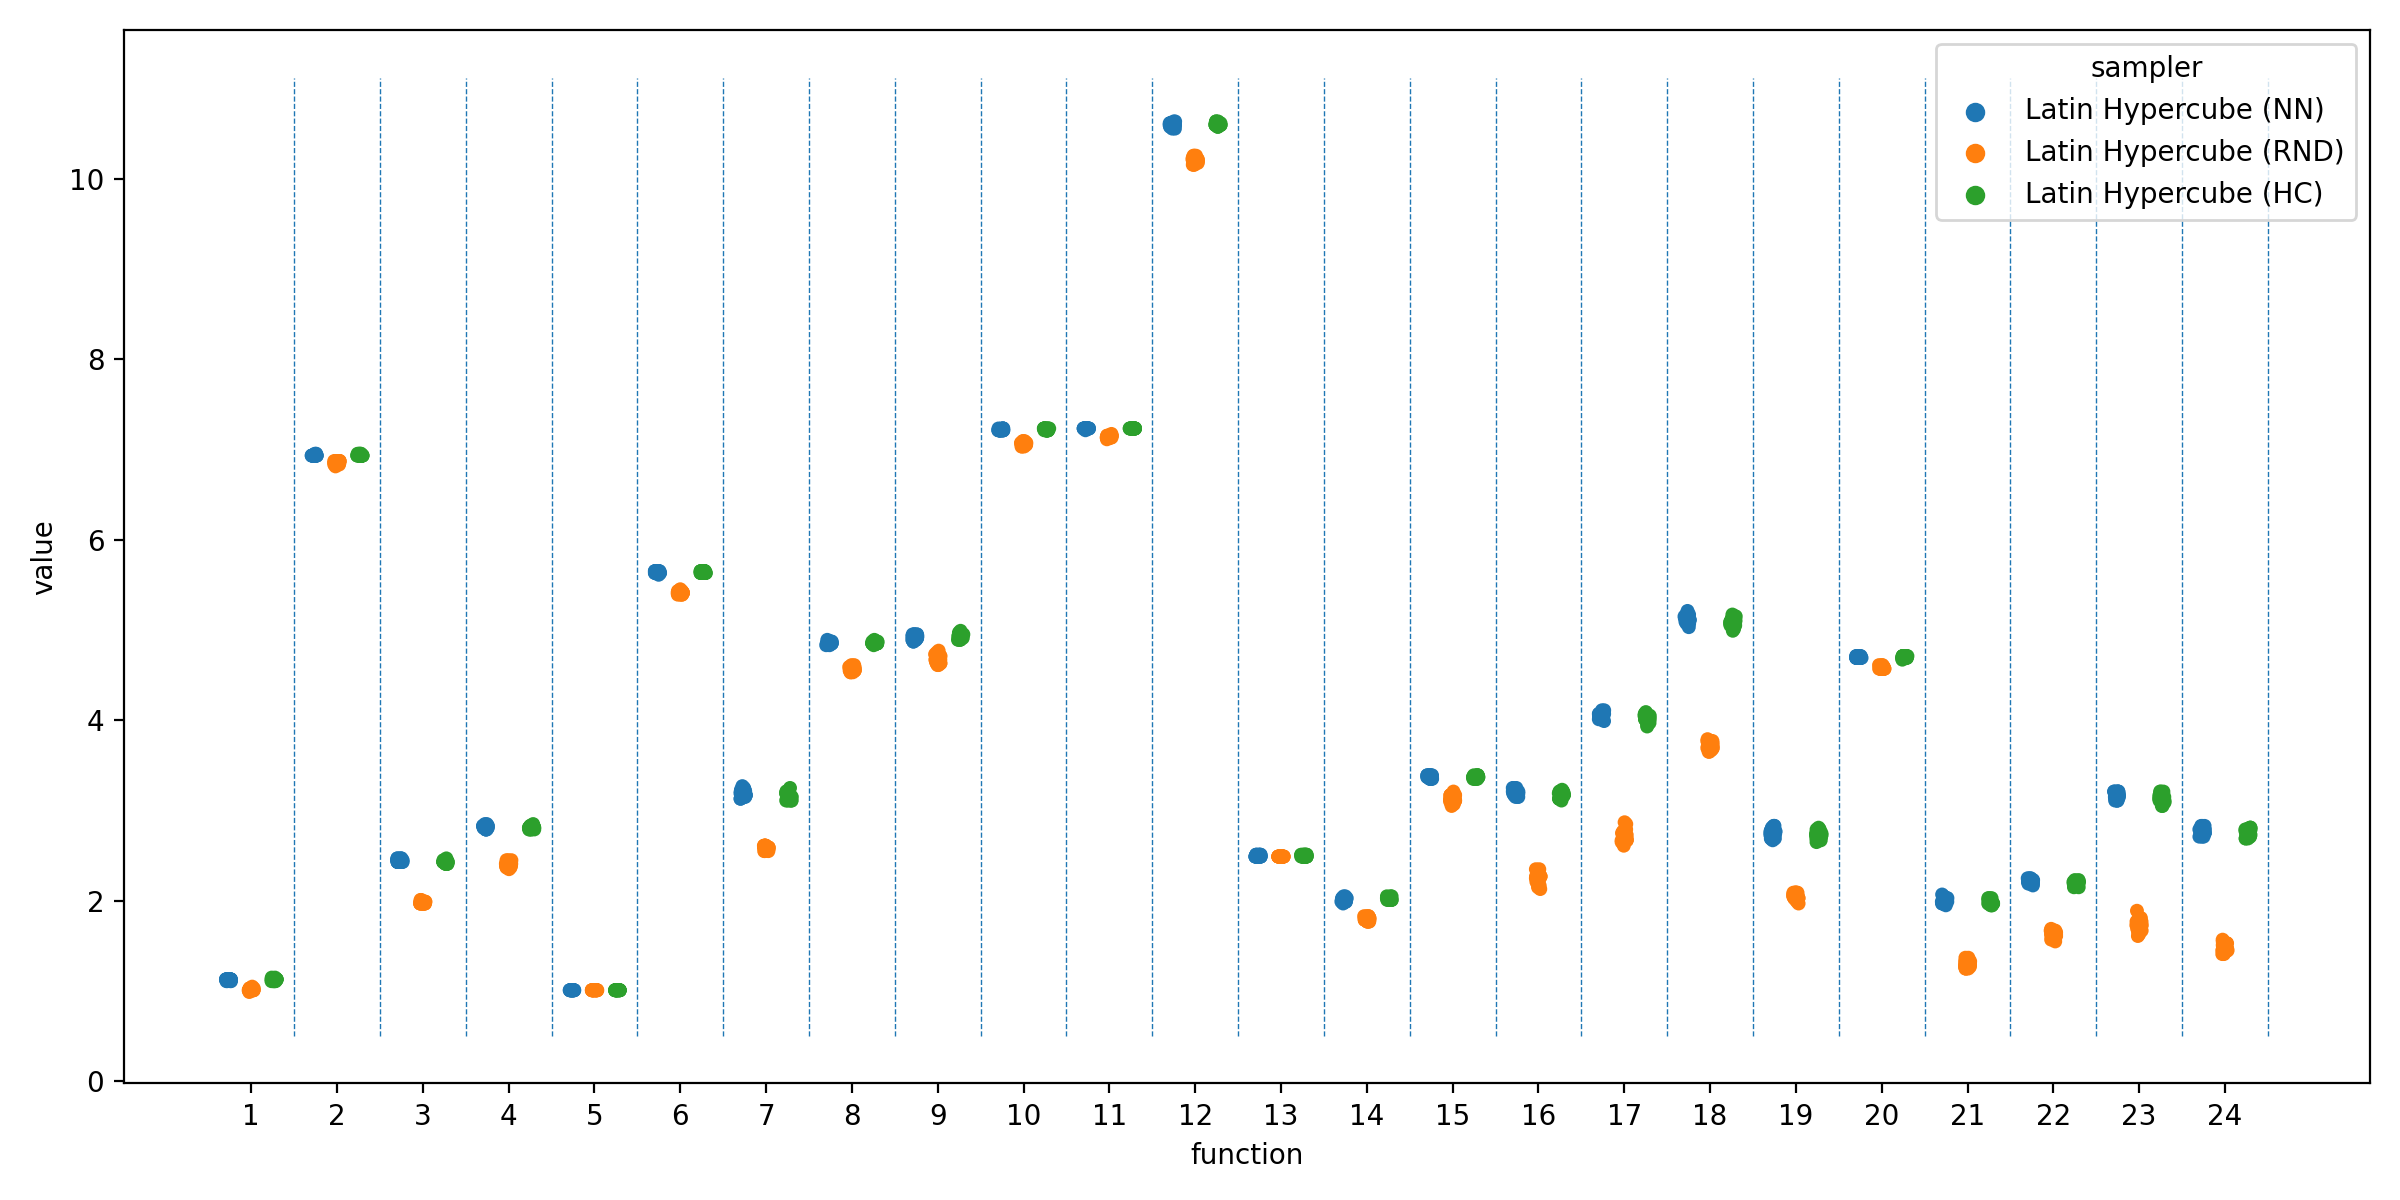 sampler
Latin Hypercube (NN)
Latin Hypercube (RND)
Latin Hypercube (HC)
10
8
6
4
2
0
value
1 2 3 4 5 6 7 8 9 10 11 12 13 14 15 16 17 18 19 20 21 22 23 24
function